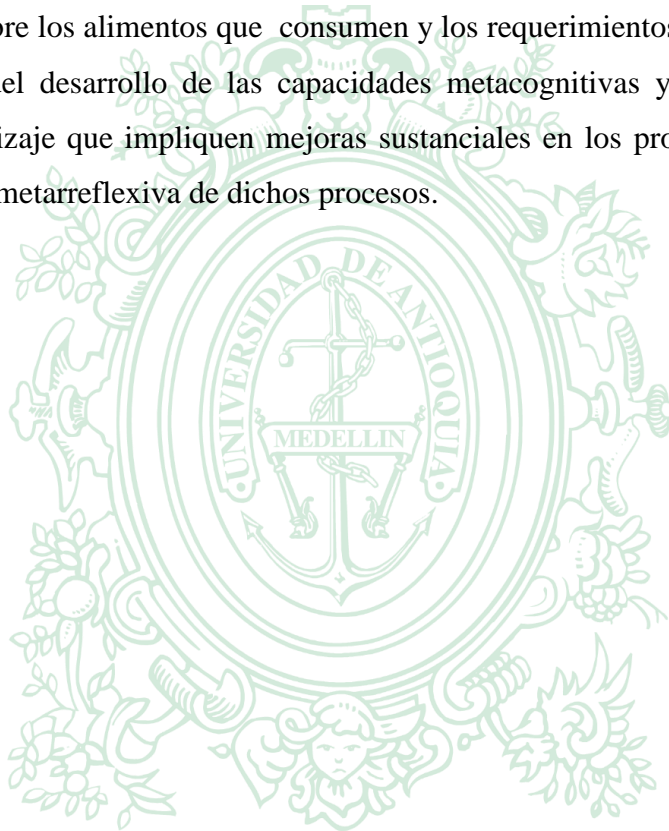 ore los alimentos que consumen y los requerimientos
el desarrollo de las capacidades metacognitivas y
izaje que impliquen mejoras sustanciales en los pro
metarreflexiva de dichos procesos.
UNIVERSIDAD DE ANTIOQUIA
MEDELLIN